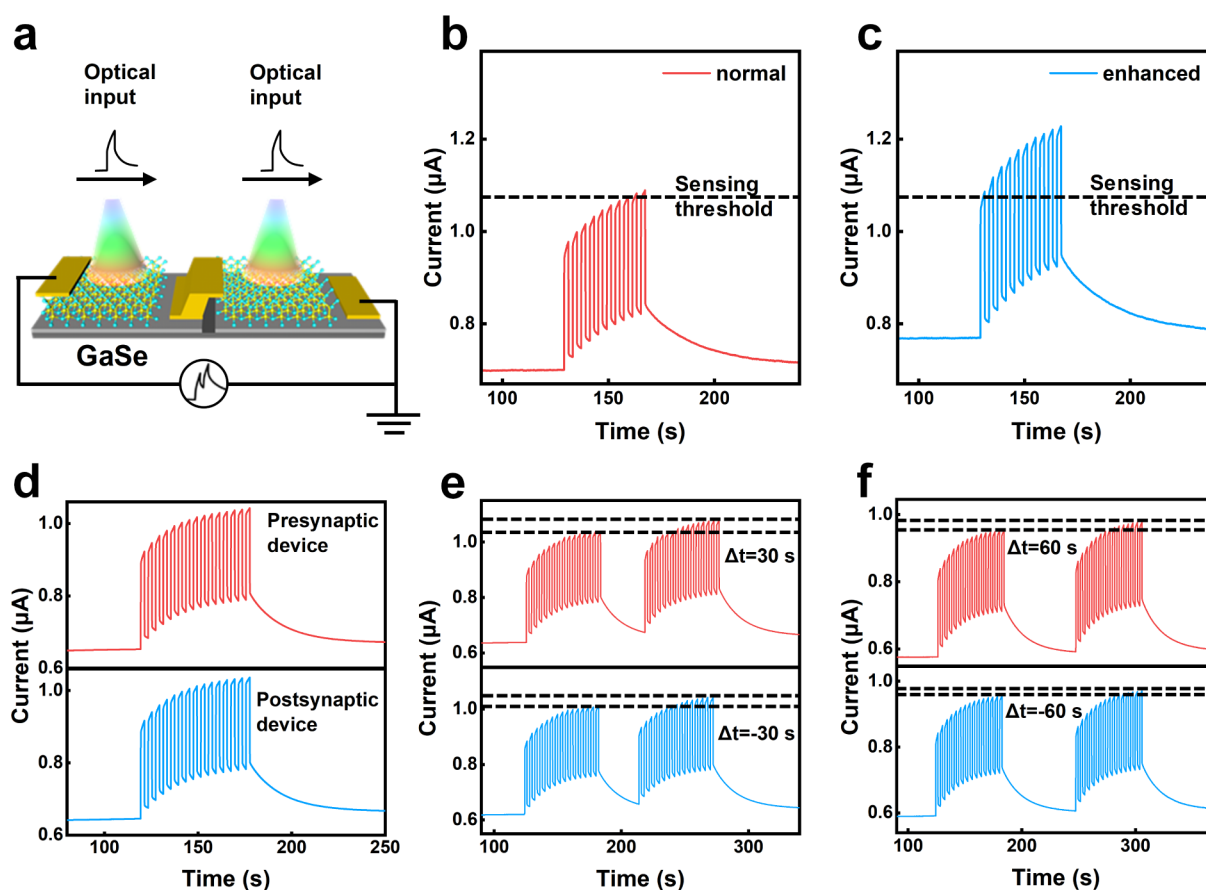 a
Optical
input
Optical
input
GaSe
b
normal
Sensing
threshold
Current (μA)
1.2
1.0
0.8
100
150
200
Time (s)
c
enhanced
Sensing
threshold
Current (μA)
1.2
1.0
0.8
100
150
200
Time (s)
d
Presynaptic
device
Postsynaptic
device
Current (μA)
1.0
0.8
0.6
1.0
0.8
0.6
100
150
200
250
Time (s)
e
Δt=30 s
Δt=-30 s
Current (μA)
1.0
0.8
0.6
1.0
0.8
0.6
100
200
300
Time (s)
f
Δt=60 s
Δt=-60 s
Current (μA)
1.0
0.8
0.6
1.0
0.8
0.6
100
200
300
Time (s)